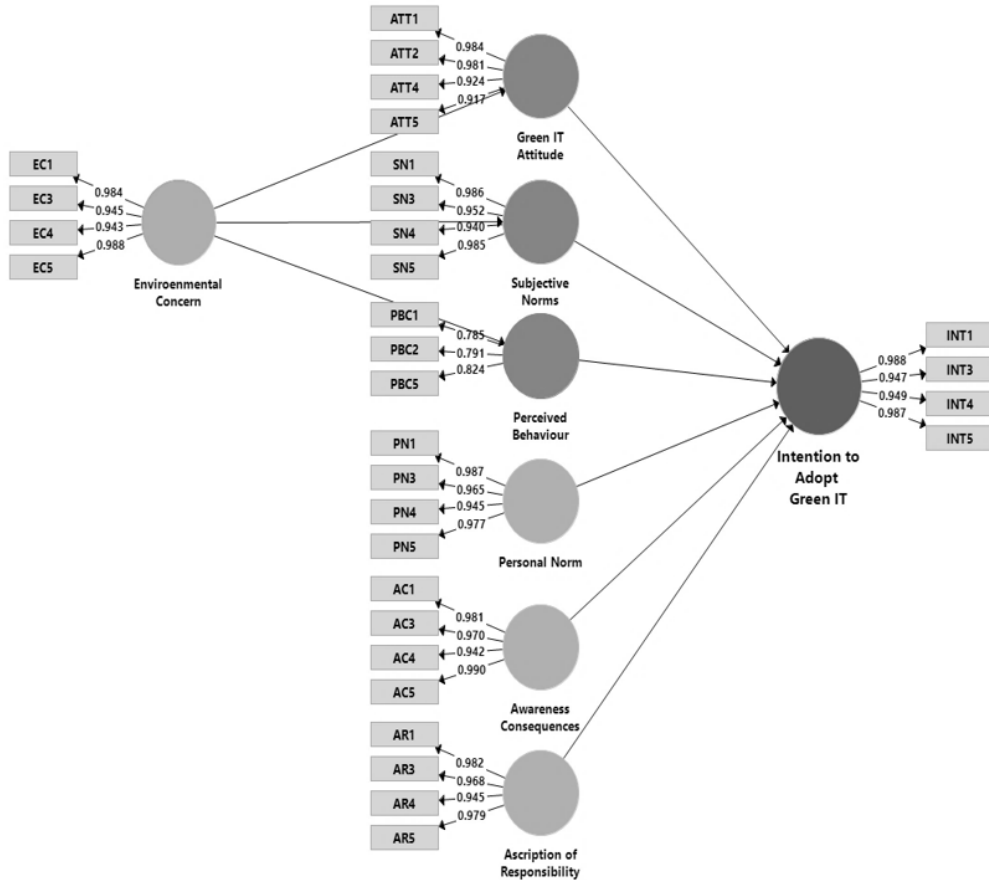 ATT1
0.984
ATT2
0.981
ATT4
0.924
ATT5
0.917
Green IT
Attitude
EC1
0.984
EC3
0.945
EC4
0.943
EC5
0.988
Enviroenmental
Concern
SN1
0.986
SN3
0.952
SN4
0.940
SN5
0.985
Subjective
Norms
PBC1
0.785
PBC2
0.791
PBC5
0.824
Perceived
Behaviour
PN1
0.987
PN3
0.965
PN4
0.945
PN5
0.977
Personal Norm
AC1
0.981
AC3
0.970
AC4
0.942
AC5
0.990
Awareness
Consequences
AR1
0.982
AR3
0.968
AR4
0.945
AR5
0.979
Ascription of
Responsibility
INT1
0.988
INT3
0.947
INT4
0.949
INT5
0.987
Intention to
Adopt
Green IT